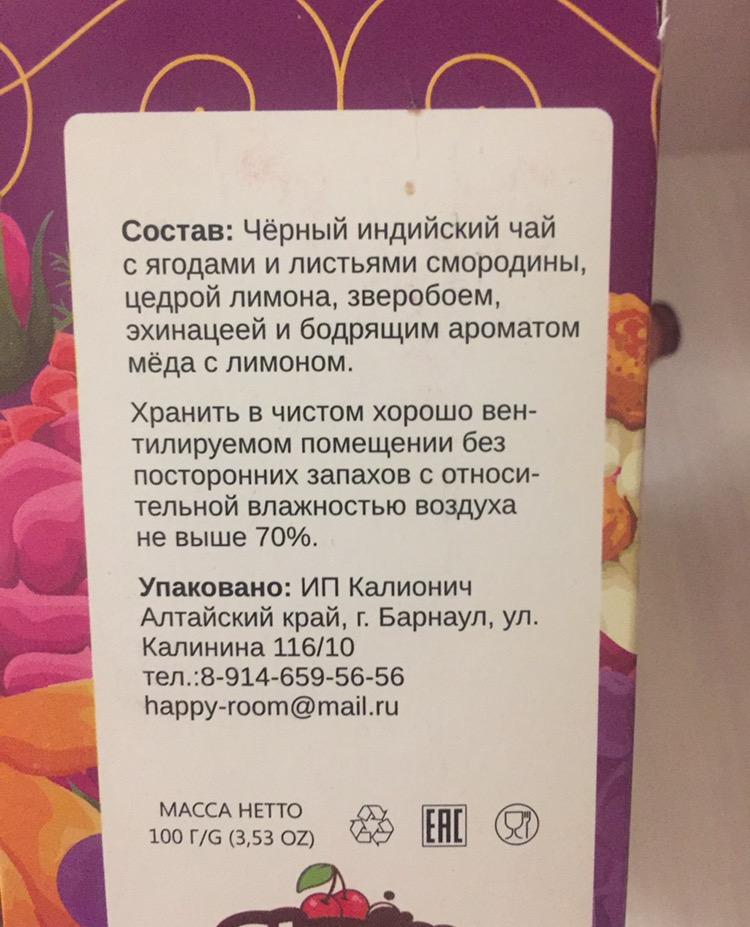 Состав: Чёрный индийский чай
с ягодами и листьями смородины,
цедрой лимона, зверобоем,
эхинацеей и бодрящим ароматом
мёда с лимоном.
Хранить в чистом хорошо вен-
тилируемом помещении без
посторонних запахов с относи-
тельной влажностью воздуха
не выше 70%.
Упаковано: ИП Калионич
Алтайский край, г. Барнаул, ул.
Калинина 116/10
тел.:8-914-659-56-56
happy-room@mail.ru
МАССА НЕТТО
100 Г/G (3,53 OZ)
EAC